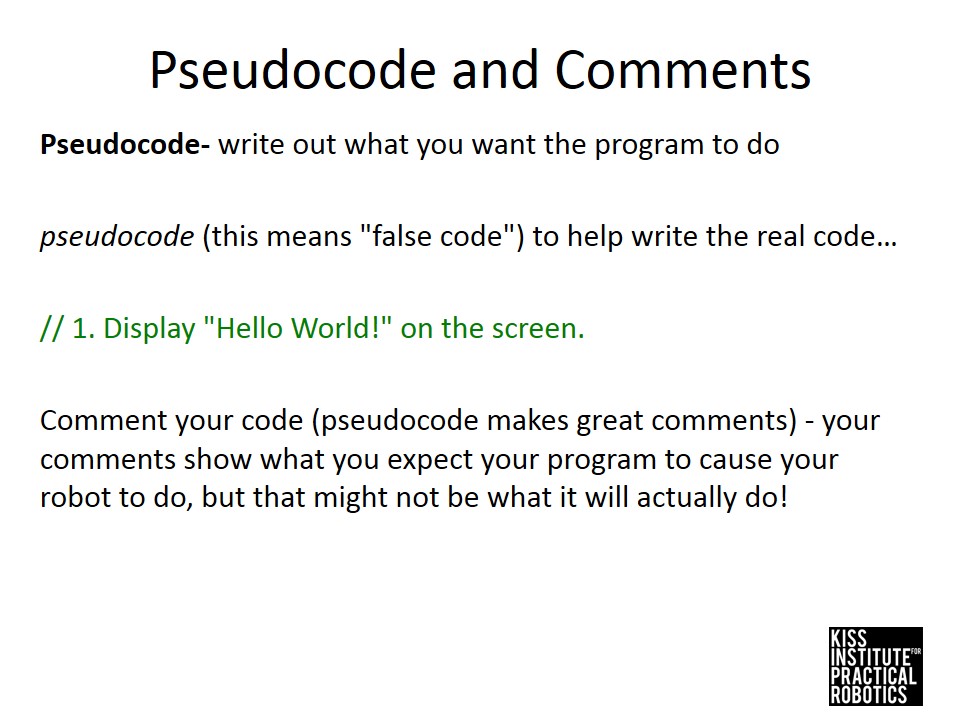 Pseudocode and Comments
Pseudocode- write out what you want the program to do
pseudocode (this means "false code") to help write the real code…
// 1. Display "Hello World!" on the screen.
Comment your code (pseudocode makes great comments) - your
comments show what you expect your program to cause your
robot to do, but that might not be what it will actually do!
KISS
INSTITUTE FOR
PRACTICAL
ROBOTICS